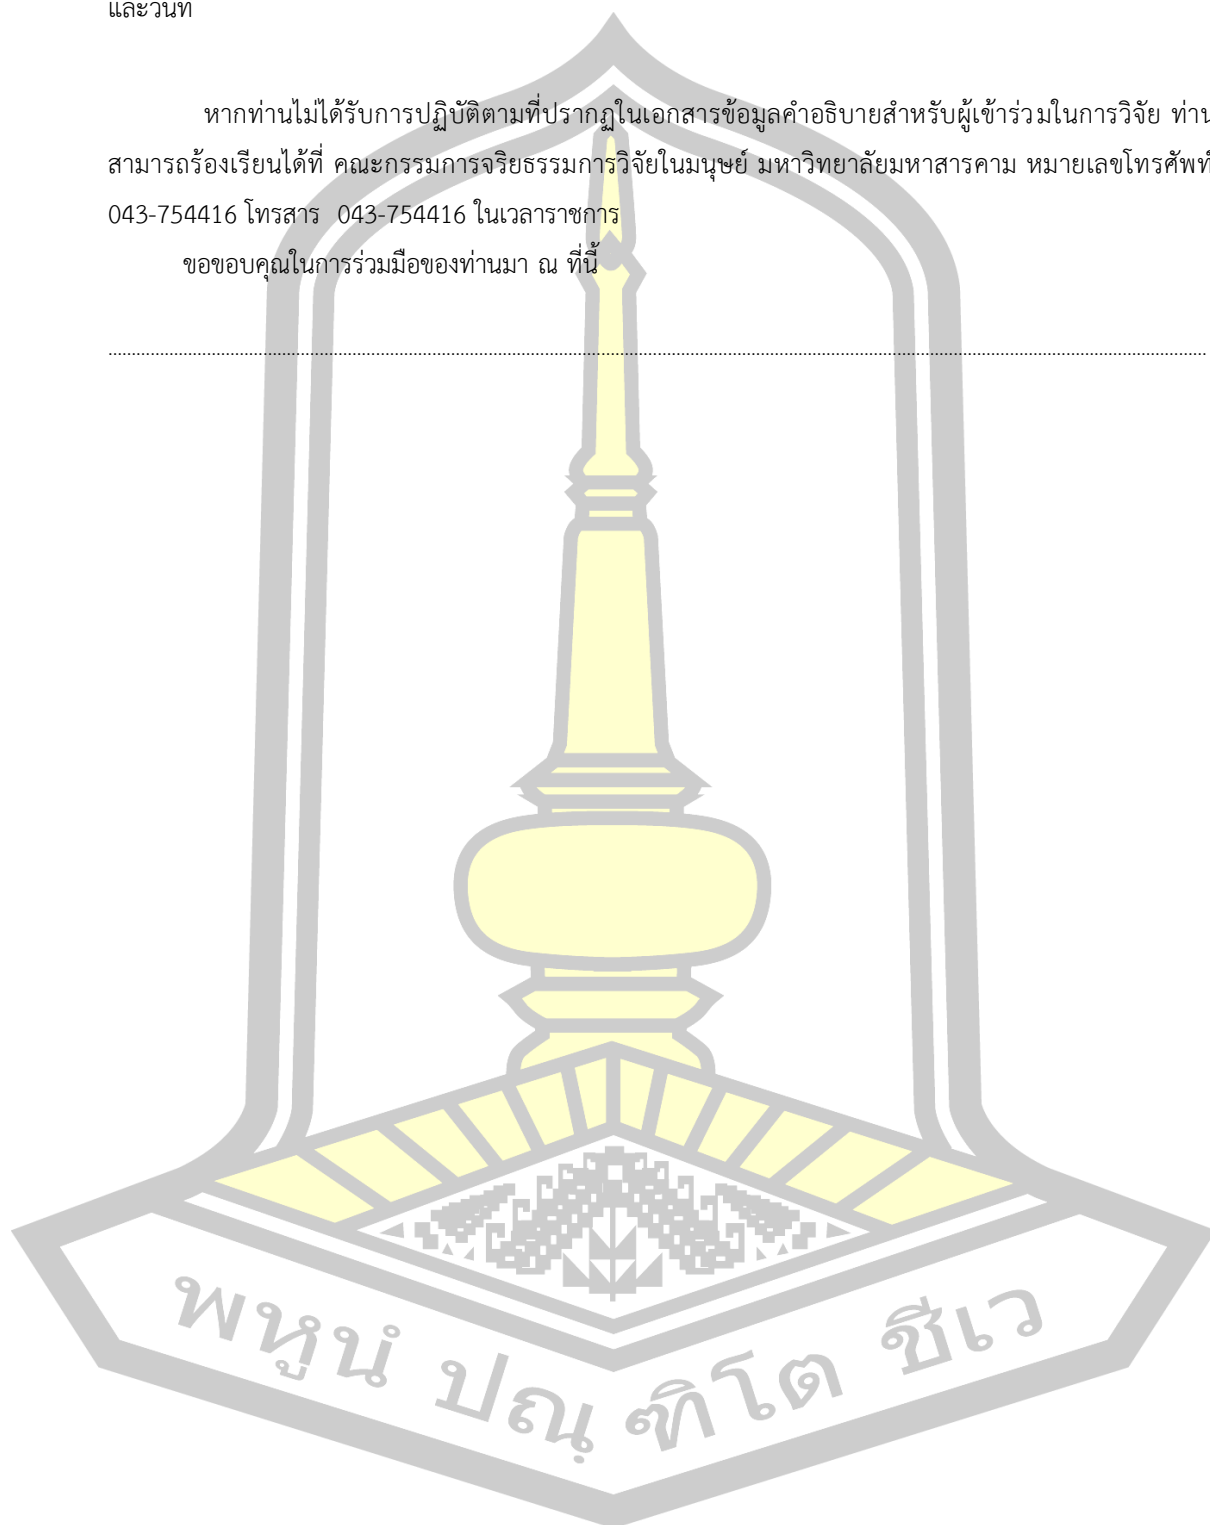 และวันที่
หากท่านไม่ได้รับการปฏิบัติตามที่ปรากฏในเอกสารข้อมูลคำอธิบายสำหรับผู้เข้าร่วมในการวิจัย ท่าน
สามารถร้องเรียนได้ที่ คณะกรรมการจริยธรรมการวิจัยในมนุษย์ มหาวิทยาลัยมหาสารคาม หมายเลขโทรศัพท์
043-754416 โทรสาร 043-754416 ในเวลาราชการ
ขอขอบคุณในการร่วมมือของท่านมา ณ ที่นี้
พหูนํ ปณฺฑิโต ชีเว